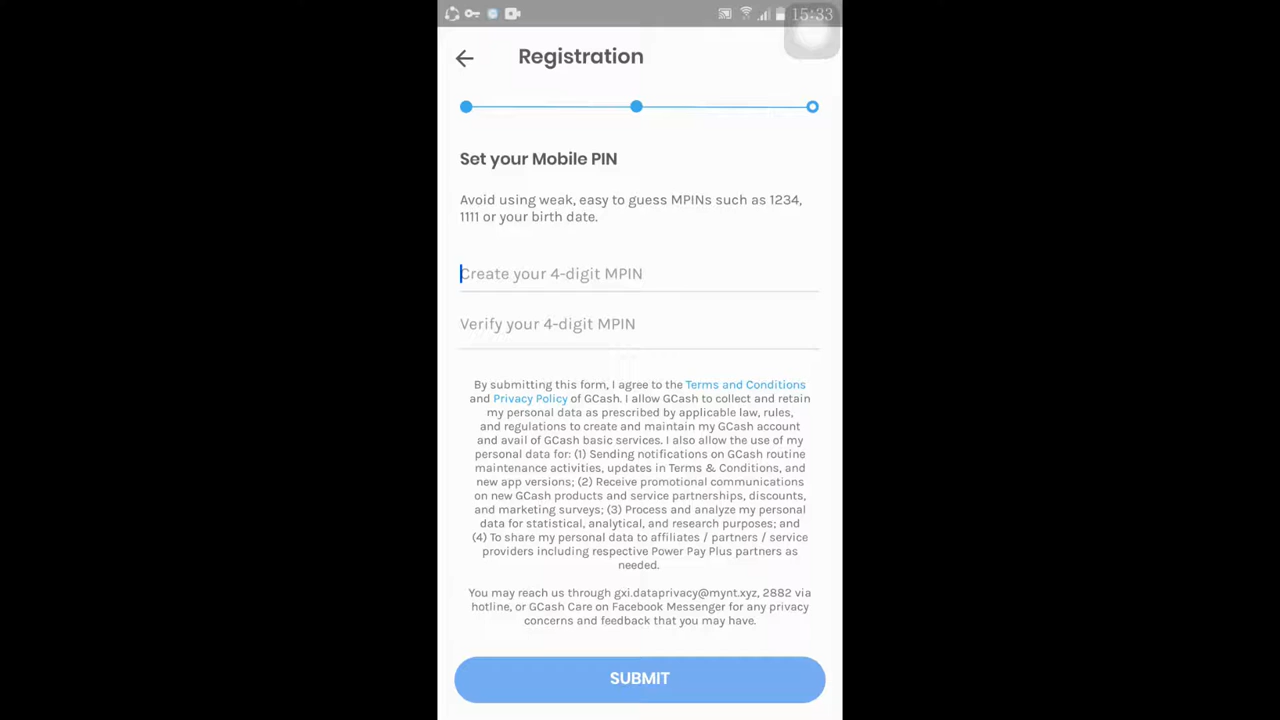 15:33
Registration
Set your Mobile PIN
Avoid using weak, easy to guess MPINs such as 1234,
1111 or your birth date.
Create your 4-digit MPIN
Verify your 4-digit MPIN
By submitting this form, I agree to the Terms and Conditions
and Privacy Policy of GCash. I allow GCash to collect and retain
my personal data as prescribed by applicable law, rules,
and regulations to create and maintain my GCash account
and avail of GCash basic services. I also allow the use of my
personal data for: (1) Sending notifications on GCash routine
maintenance activities, updates in Terms & Conditions, and
new app versions; (2) Receive promotional communications
on new GCash products and service partnerships, discounts,
and marketing surveys; (3) Process and analyze my personal
data for statistical, analytical, and research purposes; and
(4) To share my personal data to affiliates / partners / service
providers including respective Power Pay Plus partners as
needed.
You may reach us through gxi.dataprivacy@mynt.xyz, 2882 via
hotline, or GCash Care on Facebook Messenger for any privacy
concerns and feedback that you may have.
SUBMIT